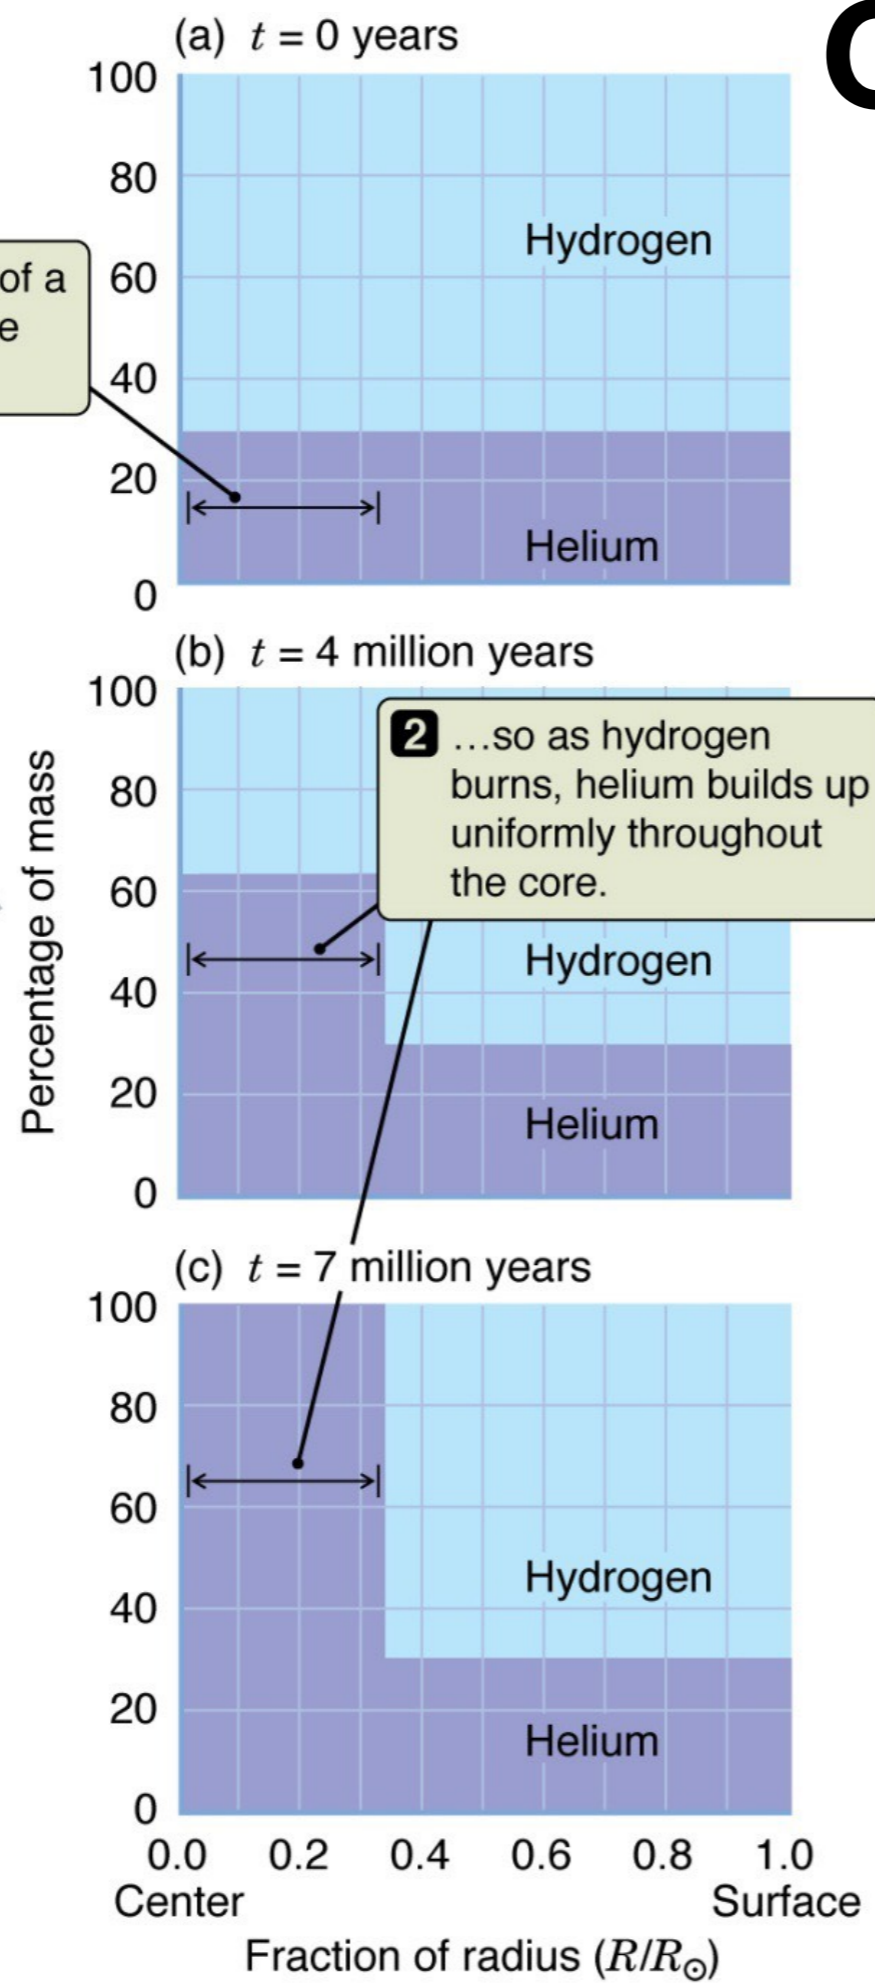 (a) t = 0 years
100
80
60
40
20
0
Hydrogen
Helium
of a
(b) t = 4 million years
100
80
60
40
20
0
2 ...so as hydrogen
burns, helium builds up
uniformly throughout
the core.
Hydrogen
Helium
Percentage of mass
(c) t = 7 million years
100
80
60
40
20
0
Hydrogen
Helium
0.0 0.2 0.4 0.6 0.8 1.0
Center Surface
Fraction of radius (R/R☉)